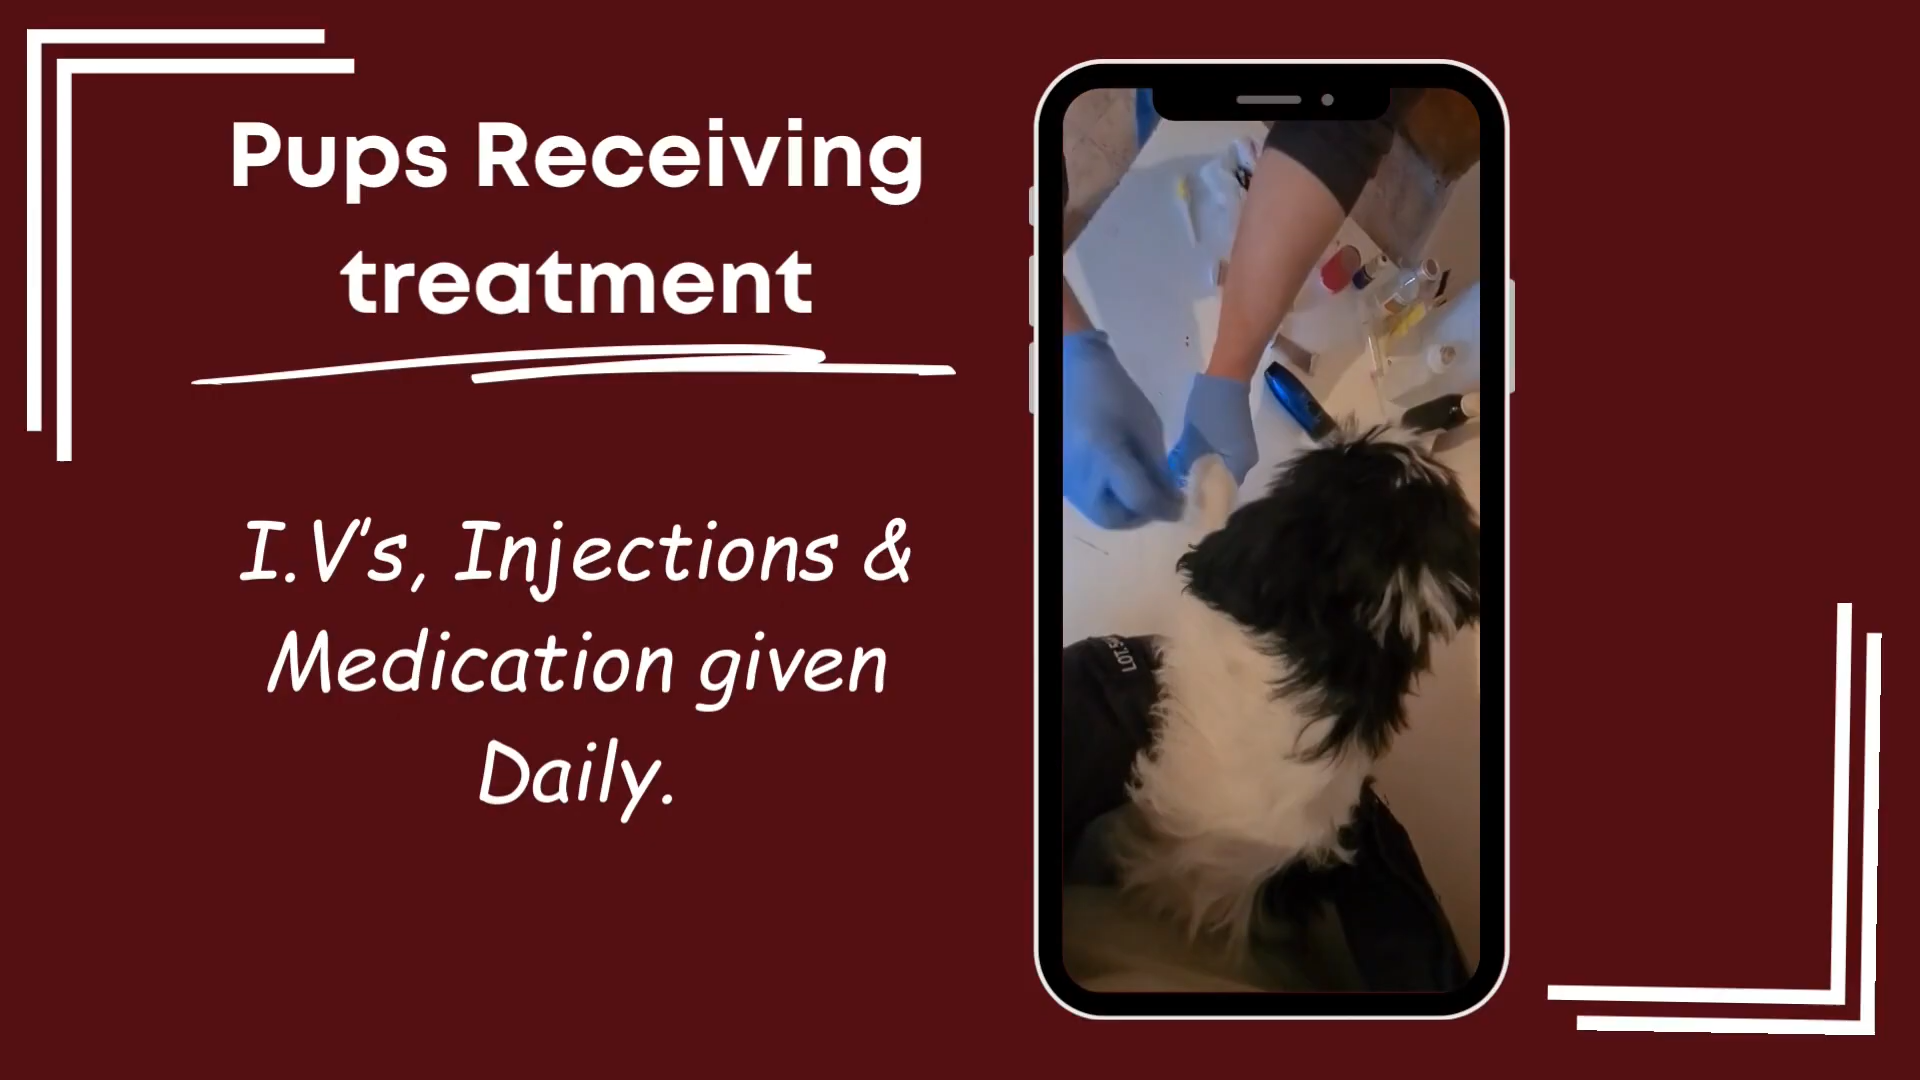 Pups Receiving
treatment
I.V's, Injections &
Medication given
Daily.